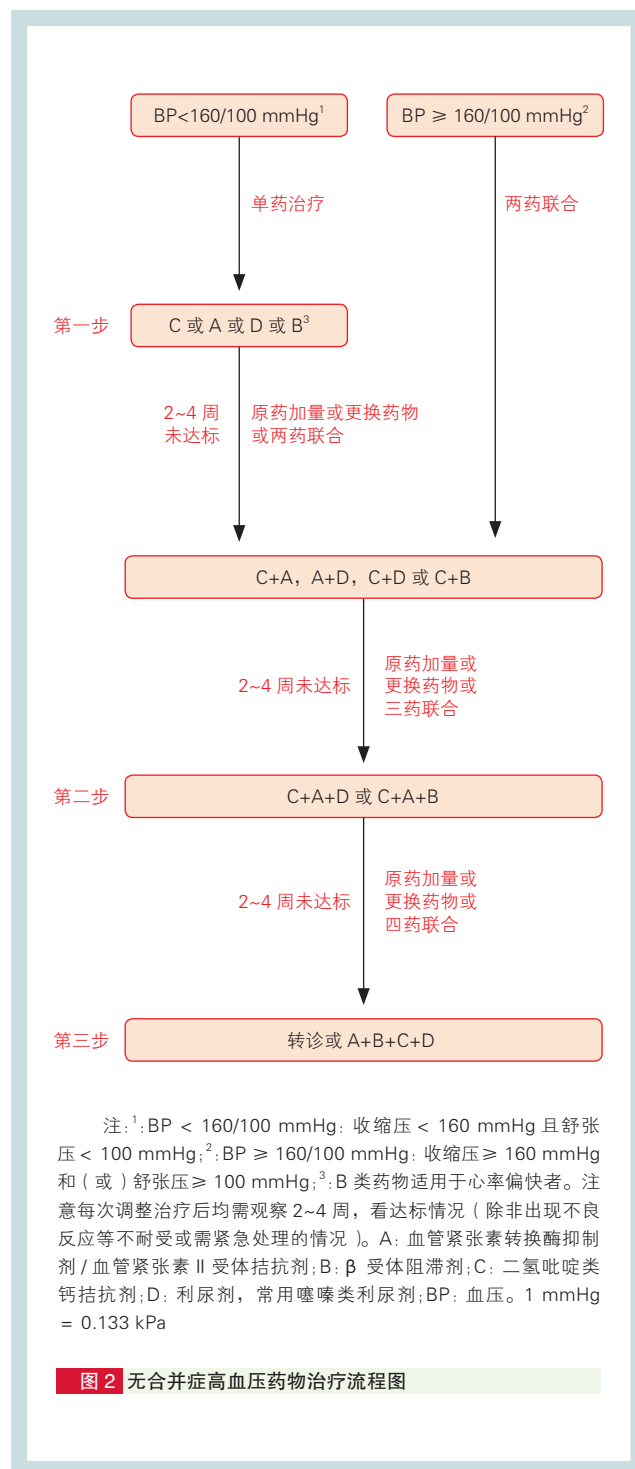 BP<160/100 mmHg¹
BP ≥ 160/100 mmHg²
单药治疗
两药联合
第一步
C 或 A 或 D 或 B³
2~4 周
未达标
原药加量或更换药物
或两药联合
C+A，A+D，C+D 或 C+B
2~4 周未达标
原药加量或
更换药物或
三药联合
第二步
C+A+D 或 C+A+B
2~4 周未达标
原药加量或
更换药物或
四药联合
第三步
转诊或 A+B+C+D
注:¹:BP < 160/100 mmHg: 收缩压 < 160 mmHg 且舒张
压 < 100 mmHg;²:BP ≥ 160/100 mmHg: 收缩压≥ 160 mmHg
和（或）舒张压≥ 100 mmHg;³:B 类药物适用于心率偏快者。注
意每次调整治疗后均需观察 2~4 周，看达标情况（除非出现不良
反应等不耐受或需紧急处理的情况）。A: 血管紧张素转换酶抑制
剂 / 血管紧张素 II 受体拮抗剂;B: β 受体阻滞剂;C: 二氢吡啶类
钙拮抗剂;D: 利尿剂，常用噻嗪类利尿剂;BP: 血压。1 mmHg
= 0.133 kPa
图 2 无合并症高血压药物治疗流程图